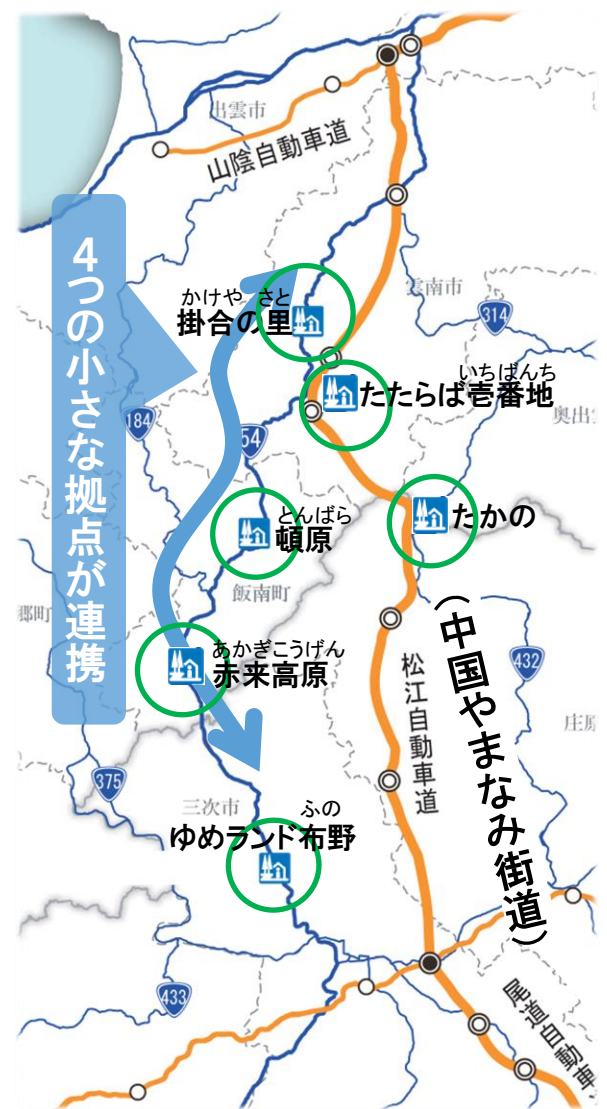 出雲市
山陰自動車道
4つの小さな拠点が連携
かけや さと
掛合の里
雲南市
314
いちばんち
たたらば壱番地
奥出
184
54
とんばら
頓原
たかの
飯南町
郷町
あかぎこうげん
赤来高原
(中国やまなみ街道)
松江自動車道
432
庄原
375
三次市
ふの
ゆめランド布野
433
尾道自動車